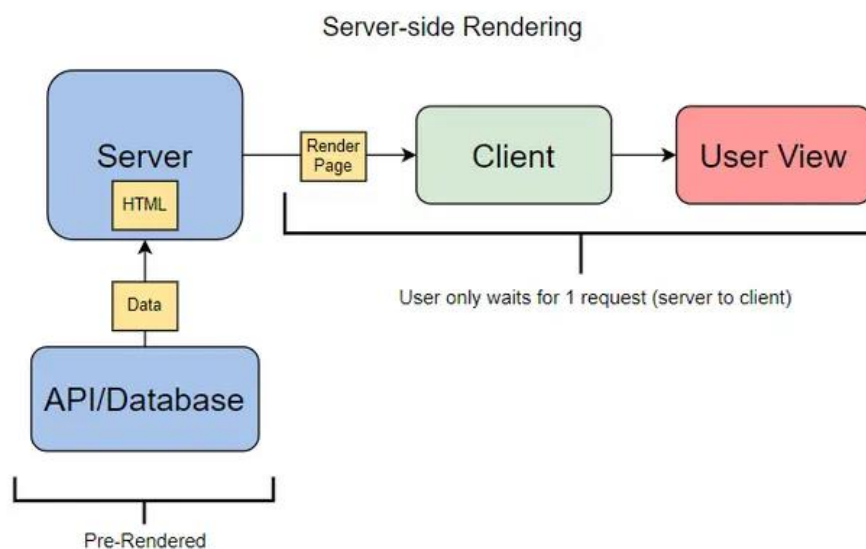 Server-side Rendering
Server
HTML
Render
Page
Client
User View
Data
User only waits for 1 request (server to client)
API/Database
Pre-Rendered